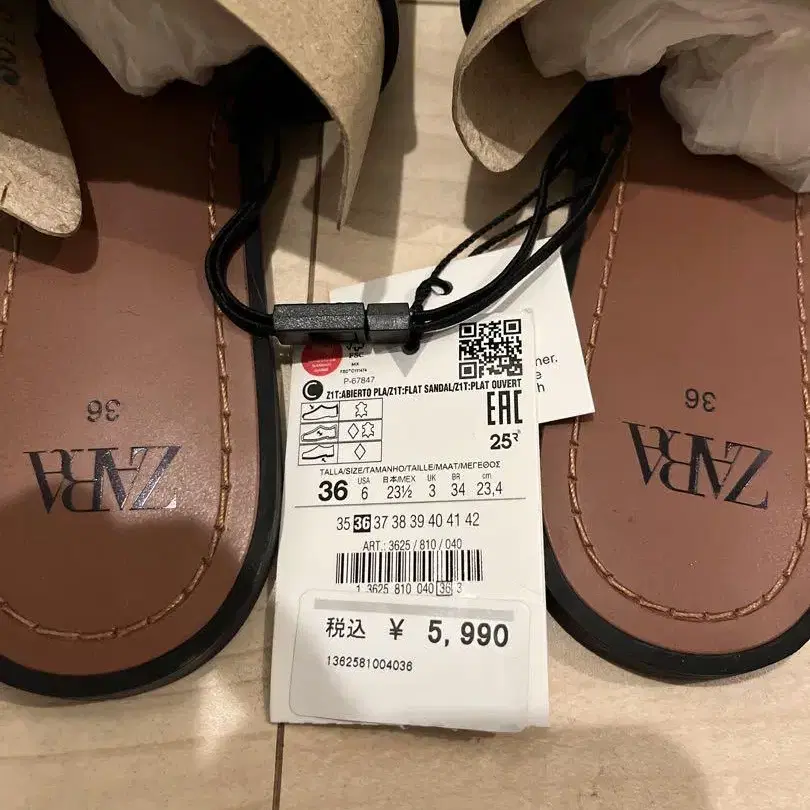 ZARA
36
ZARA
36
FSC
MIX
P-67847
Z1T:ABIERTO PLA/Z1T:FLAT SANDAL/Z1T:PLAT OUVERT
EAC
25
TALLA/SIZE/TAMANHO/TAILLE/MAAT/ΜΕΓΕΘΟΣ
36 USA 6 日本/MEX 23½ UK 3 BR 34 cm 23,4
35 36 37 38 39 40 41 42
ART.: 3625 / 810 / 040
1 3625 810 040 36 3
税込 ¥ 5,990
1362581004036